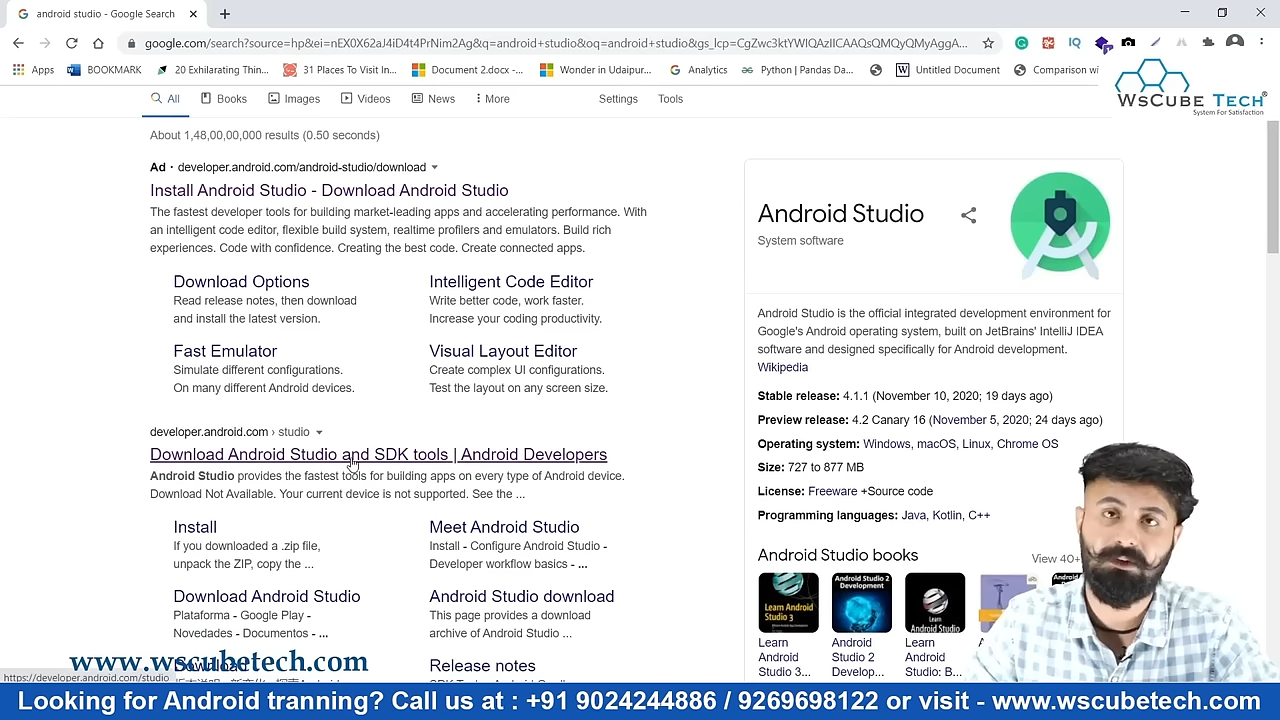 android studio - Google Search
google.com/search?source=hp&ei=nEX0X62aJ4iD4t4PrNim2Ag&q=android+studio&oq=android+studio&gs_lcp=CgZwc3ktYWIQAzIICAAQsQMQyQMyAggA...
Apps
BOOKMARK
20 Exhilarating Thin...
31 Places To Visit In...
Document 2.docx -...
Wonder in Udaipur...
Analytics
Python | Pandas Da...
Untitled Document
Comparison wi
WsCube Tech®
System For Satisfaction
All
Books
Images
Videos
News
More
Settings
Tools
About 1,48,00,00,000 results (0.50 seconds)
Ad · developer.android.com/android-studio/download
Install Android Studio - Download Android Studio
The fastest developer tools for building market-leading apps and accelerating performance. With
an intelligent code editor, flexible build system, realtime profilers and emulators. Build rich
experiences. Code with confidence. Creating the best code. Create connected apps.
Download Options
Read release notes, then download
and install the latest version.
Intelligent Code Editor
Write better code, work faster.
Increase your coding productivity.
Fast Emulator
Simulate different configurations.
On many different Android devices.
Visual Layout Editor
Create complex UI configurations.
Test the layout on any screen size.
developer.android.com › studio
Download Android Studio and SDK tools | Android Developers
Android Studio provides the fastest tools for building apps on every type of Android device.
Download Not Available. Your current device is not supported. See the ...
Install
If you downloaded a .zip file,
unpack the ZIP, copy the ...
Meet Android Studio
Install - Configure Android Studio -
Developer workflow basics - ...
Download Android Studio
Plataforma - Google Play -
Novedades - Documentos - ...
Android Studio download
This page provides a download
archive of Android Studio ...
Release notes
Android Studio
System software
Android Studio is the official integrated development environment for
Google's Android operating system, built on JetBrains' IntelliJ IDEA
software and designed specifically for Android development.
Wikipedia
Stable release: 4.1.1 (November 10, 2020; 19 days ago)
Preview release: 4.2 Canary 16 (November 5, 2020; 24 days ago)
Operating system: Windows, macOS, Linux, Chrome OS
Size: 727 to 877 MB
License: Freeware +Source code
Programming languages: Java, Kotlin, C++
Android Studio books
View 40+
Learn Android
Studio 3
Android Studio 2
Development
Learn
Android Studio
Android
Learn
Android
Studio 3...
Android
Studio 2
Develop...
Learn
Android
Studio: B...
www.wscubetech.com
https://developer.android.com/studio
Looking for Android tranning? Call us at : +91 9024244886 / 9269698122 or visit - www.wscubetech.com